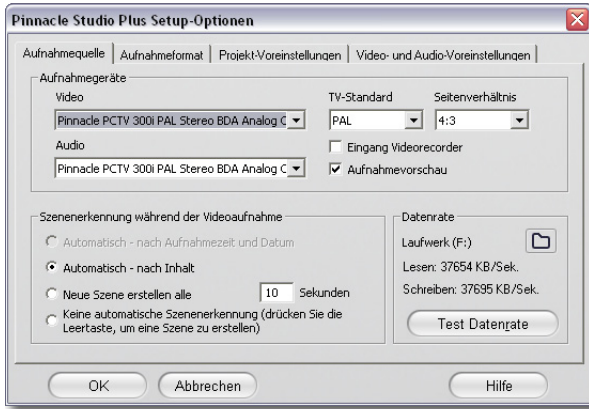 Pinnacle Studio Plus Setup-Optionen
Aufnahmequelle Aufnahmeformat Projekt-Voreinstellungen Video- und Audio-Voreinstellungen
Aufnahmegeräte
Video TV-Standard Seitenverhältnis
Pinnacle PCTV 300i PAL Stereo BDA Analog C PAL 4:3
Audio Eingang Videorecorder
Pinnacle PCTV 300i PAL Stereo BDA Analog C Aufnahmevorschau
Szenenerkennung während der Videoaufnahme
Automatisch - nach Aufnahmezeit und Datum
Automatisch - nach Inhalt
Neue Szene erstellen alle 10 Sekunden
Keine automatische Szenenerkennung (drücken Sie die
Leertaste, um eine Szene zu erstellen)
Datenrate
Laufwerk (F:)
Lesen: 37654 KB/Sek.
Schreiben: 37695 KB/Sek.
Test Datenrate
OK Abbrechen Hilfe